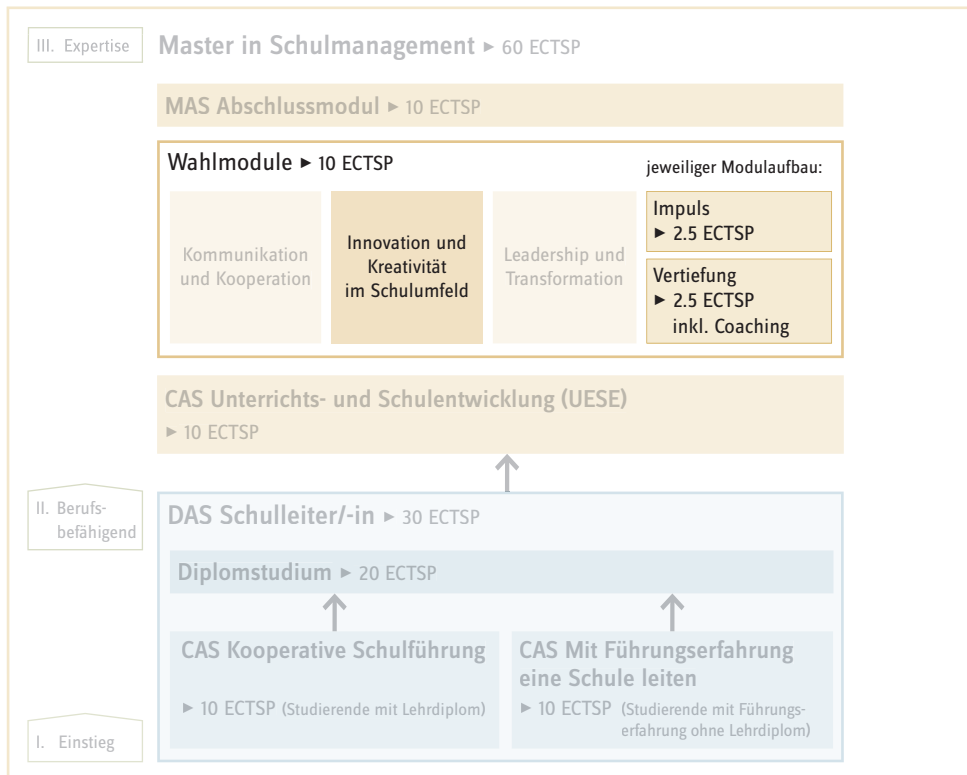 III. Expertise
Master in Schulmanagement ► 60 ECTSP
MAS Abschlussmodul ► 10 ECTSP
Wahlmodule ► 10 ECTSP
jeweiliger Modulaufbau:
Kommunikation
und Kooperation
Innovation und
Kreativität
im Schulumfeld
Leadership und
Transformation
Impuls
► 2.5 ECTSP
Vertiefung
► 2.5 ECTSP
inkl. Coaching
CAS Unterrichts- und Schulentwicklung (UESE)
► 10 ECTSP
II. Berufs-
befähigend
DAS Schulleiter/-in ► 30 ECTSP
Diplomstudium ► 20 ECTSP
CAS Kooperative Schulführung
► 10 ECTSP (Studierende mit Lehrdiplom)
CAS Mit Führungserfahrung
eine Schule leiten
► 10 ECTSP (Studierende mit Führungs-
erfahrung ohne Lehrdiplom)
I. Einstieg